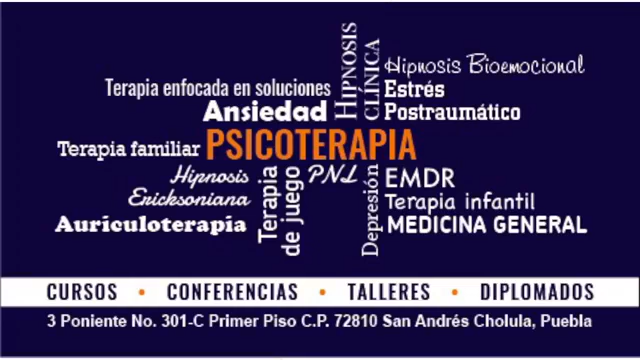 Terapia enfocada en soluciones
HIPNOSIS
CLÍNICA
Hipnosis Bioemocional
Estrés
Postraumático
Ansiedad
Terapia familiar
PSICOTERAPIA
Hipnosis
Ericksoniana
Auriculoterapia
Terapia
de juego
PNL
Depresión
EMDR
Terapia infantil
MEDICINA GENERAL
CURSOS • CONFERENCIAS • TALLERES • DIPLOMADOS
3 Poniente No. 301-C Primer Piso C.P. 72810 San Andrés Cholula, Puebla